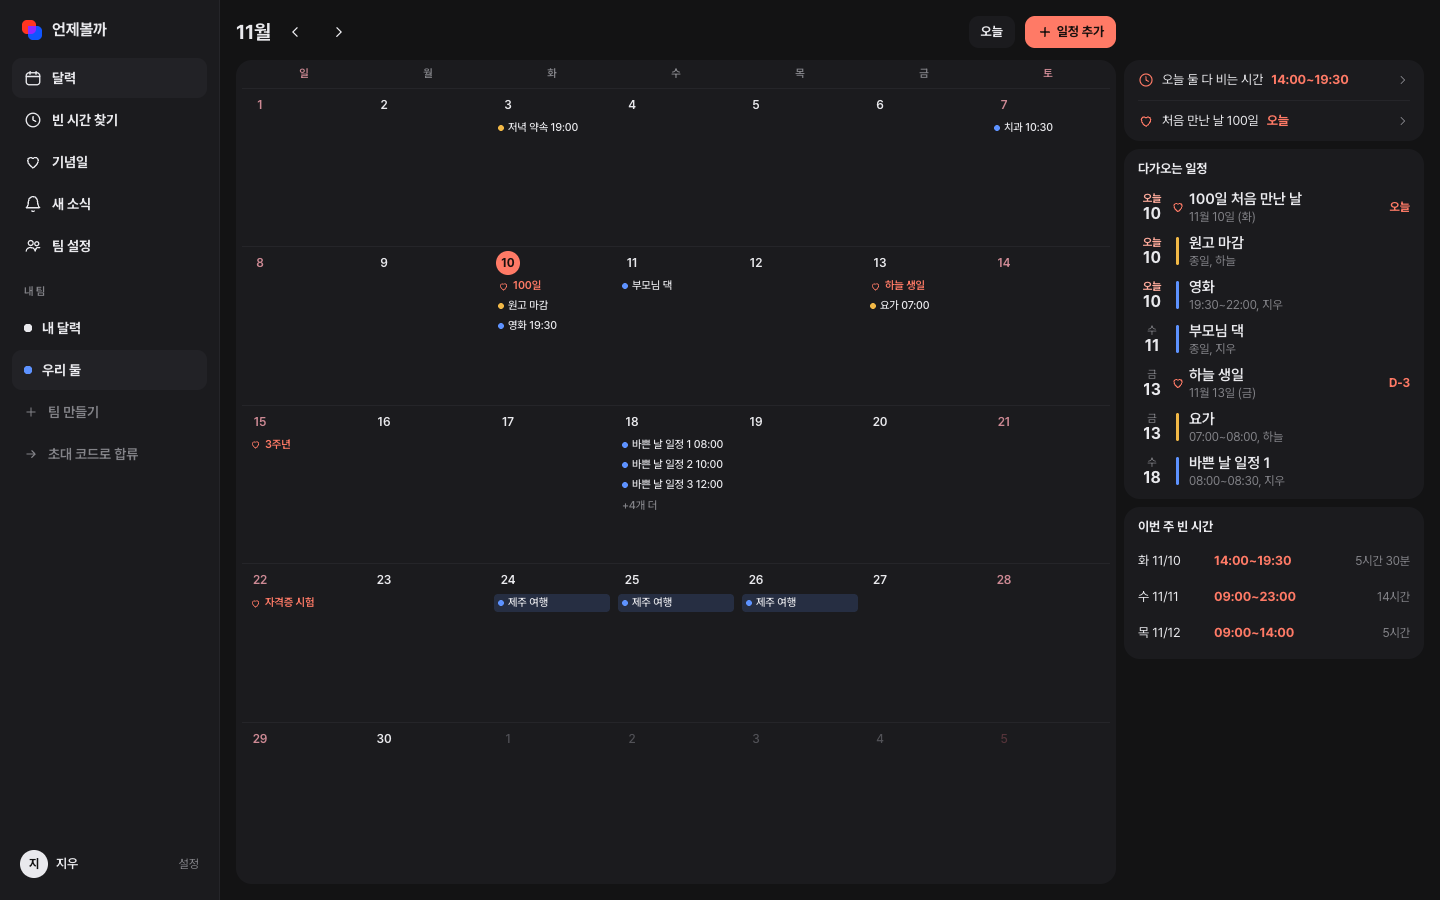 언제볼까
달력
빈 시간 찾기
기념일
새 소식
팀 설정
내 팀
내 달력
우리 둘
팀 만들기
초대 코드로 합류
지 지우 설정
11월
오늘 일정 추가
일 월 화 수 목 금 토
1 2 3 4 5 6 7
저녁 약속 19:00 치과 10:30
8 9 10 11 12 13 14
100일 부모님 댁 하늘 생일
원고 마감 요가 07:00
영화 19:30
15 16 17 18 19 20 21
3주년 바쁜 날 일정 1 08:00
바쁜 날 일정 2 10:00
바쁜 날 일정 3 12:00
+4개 더
22 23 24 25 26 27 28
자격증 시험 제주 여행 제주 여행 제주 여행
29 30 1 2 3 4 5
오늘 둘 다 비는 시간 14:00~19:30
처음 만난 날 100일 오늘
다가오는 일정
오늘 10 100일 처음 만난 날 오늘
11월 10일 (화)
오늘 10 원고 마감
종일, 하늘
오늘 10 영화
19:30~22:00, 지우
수 11 부모님 댁
종일, 지우
금 13 하늘 생일 D-3
11월 13일 (금)
금 13 요가
07:00~08:00, 하늘
수 18 바쁜 날 일정 1
08:00~08:30, 지우
이번 주 빈 시간
화 11/10 14:00~19:30 5시간 30분
수 11/11 09:00~23:00 14시간
목 11/12 09:00~14:00 5시간